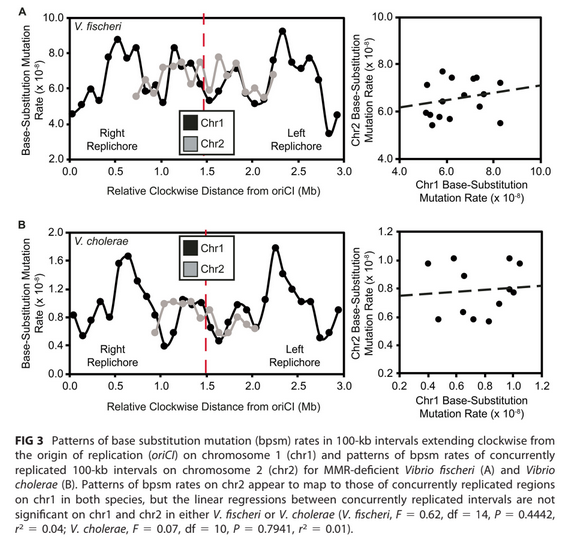 A
V. fischeri
10.0
8.0
6.0
4.0
2.0
Base-Substitution Mutation
Rate (x 10⁻⁸)
Right
Replichore
Chr1
Chr2
Left
Replichore
0.0 0.5 1.0 1.5 2.0 2.5 3.0
Relative Clockwise Distance from oriCI (Mb)
10.0
8.0
6.0
4.0
Chr2 Base-Substitution
Mutation Rate (x 10⁻⁸)
4.0 6.0 8.0 10.0
Chr1 Base-Substitution
Mutation Rate (x 10⁻⁸)
B
V. cholerae
2.0
1.6
1.2
0.8
0.4
0.0
Base-Substitution Mutation
Rate (x 10⁻⁸)
Chr1
Chr2
Right
Replichore
Left
Replichore
0.0 0.5 1.0 1.5 2.0 2.5 3.0
Relative Clockwise Distance from oriCI (Mb)
1.2
1.0
0.8
0.6
0.4
0.2
Chr2 Base-Substitution
Mutation Rate (x 10⁻⁸)
0.2 0.4 0.6 0.8 1.0 1.2
Chr1 Base-Substitution
Mutation Rate (x 10⁻⁸)
FIG 3 Patterns of base substitution mutation (bpsm) rates in 100-kb intervals extending clockwise from
the origin of replication (oriCI) on chromosome 1 (chr1) and patterns of bpsm rates of concurrently
replicated 100-kb intervals on chromosome 2 (chr2) for MMR-deficient Vibrio fischeri (A) and Vibrio
cholerae (B). Patterns of bpsm rates on chr2 appear to map to those of concurrently replicated regions
on chr1 in both species, but the linear regressions between concurrently replicated intervals are not
significant on chr1 and chr2 in either V. fischeri or V. cholerae (V. fischeri, F = 0.62, df = 14, P = 0.4442,
r² = 0.04; V. cholerae, F = 0.07, df = 10, P = 0.7941, r² = 0.01).